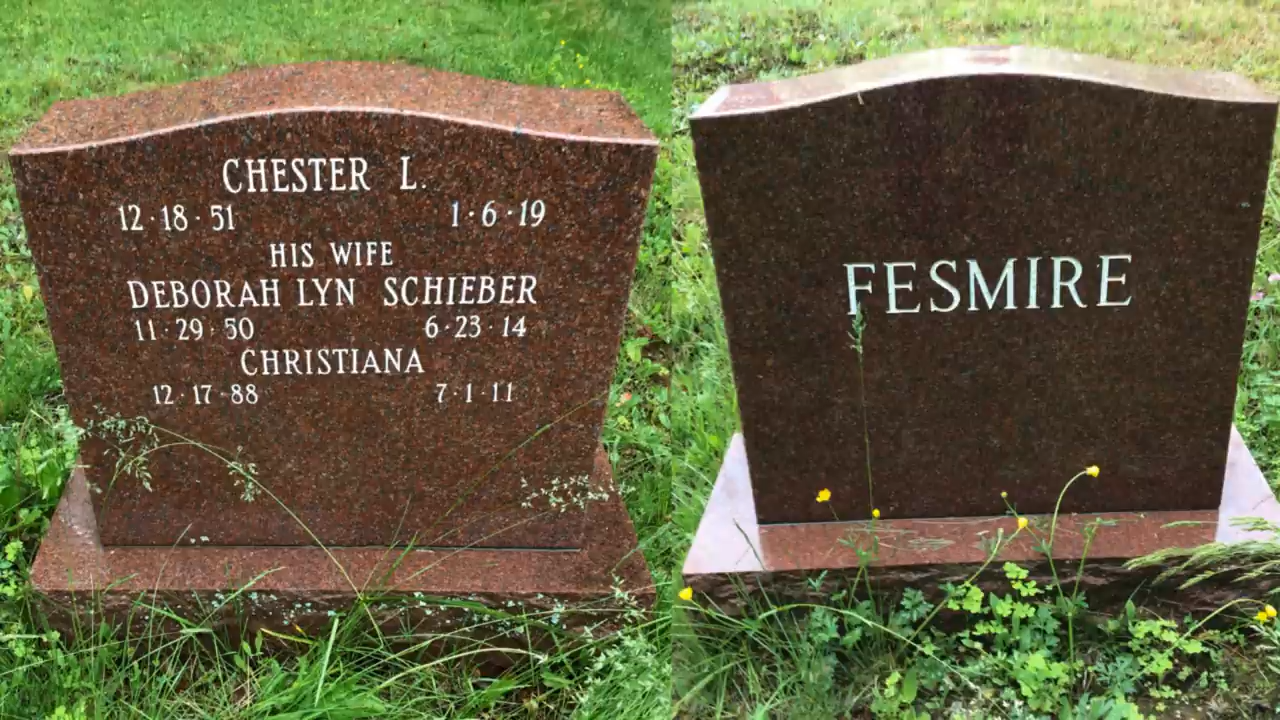 CHESTER L.
12·18·51 1·6·19
HIS WIFE
DEBORAH LYN SCHIEBER
11·29·50 6·23·14
CHRISTIANA
12·17·88 7·1·11
FESMIRE